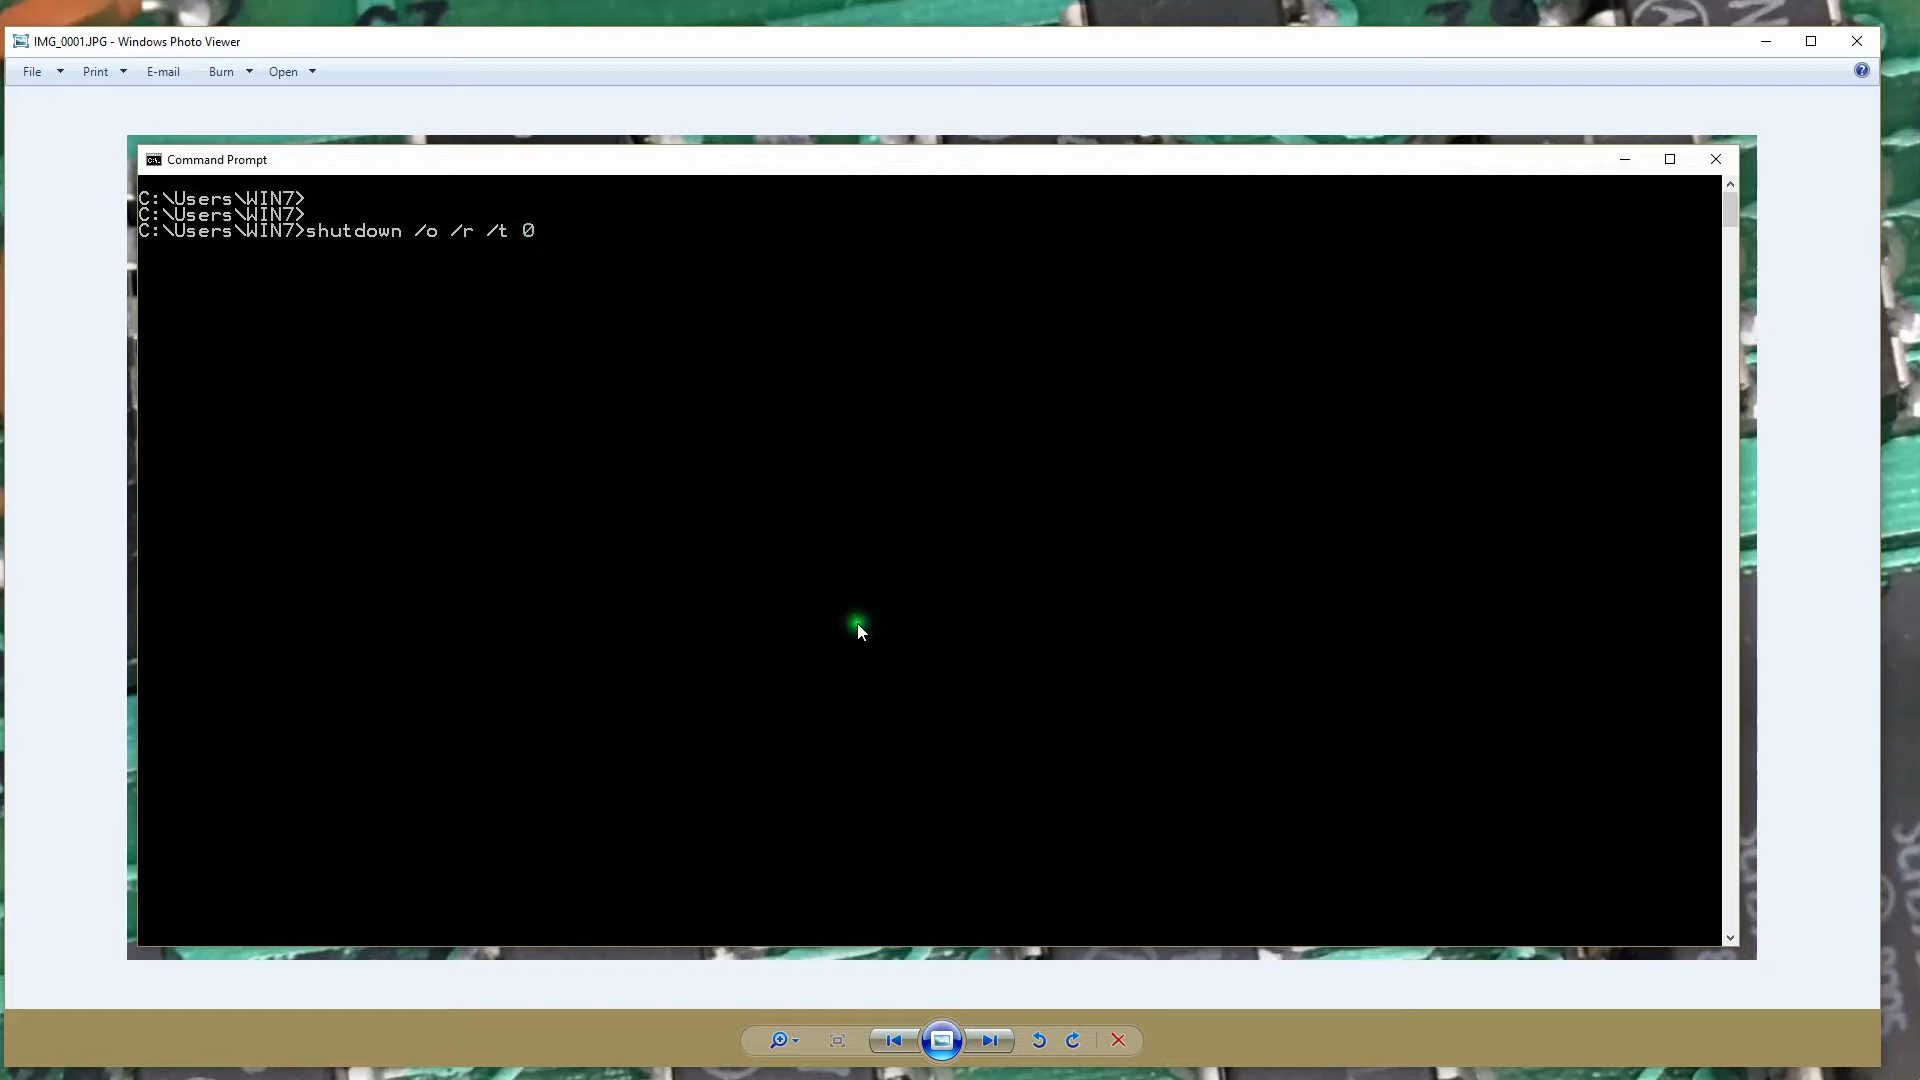 IMG_0001.JPG - Windows Photo Viewer
File Print E-mail Burn Open
Command Prompt
C:\Users\WIN7>
C:\Users\WIN7>
C:\Users\WIN7>shutdown /o /r /t 0